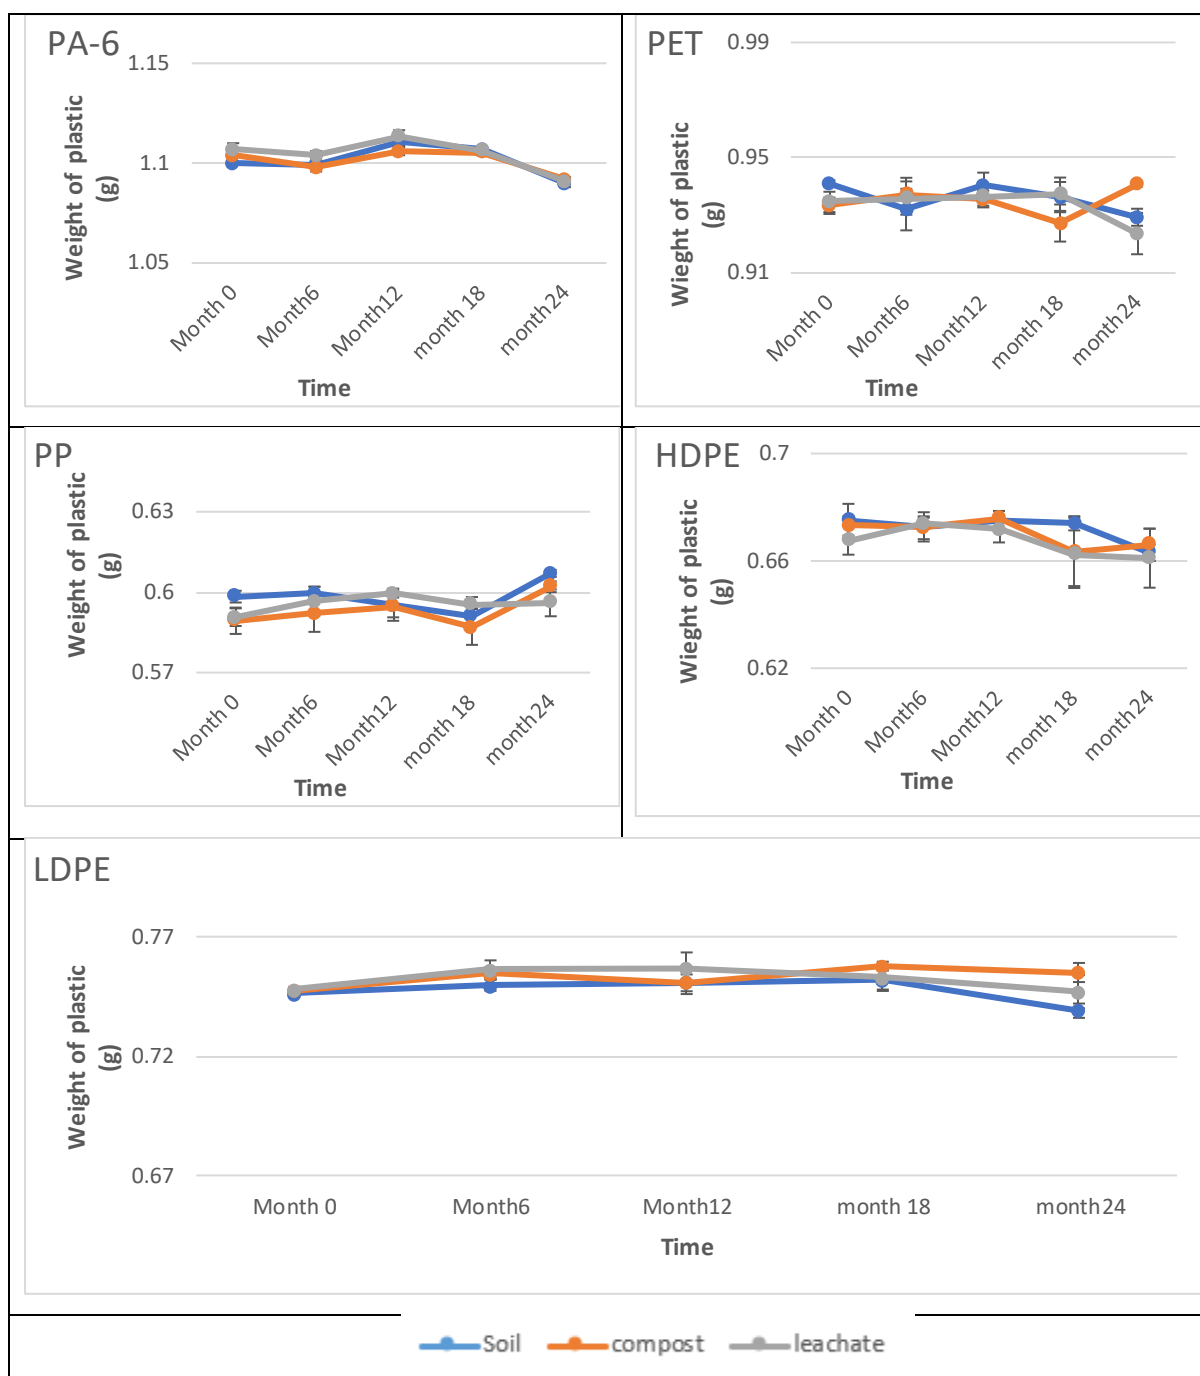 PA-6
Weight of plastic
(g)
1.15
1.1
1.05
Month 0
Month6
Month12
month 18
month24
Time
PET
Wieght of plastic
(g)
0.99
0.95
0.91
Month 0
Month6
Month12
month 18
month24
Time
PP
Weight of plastic
(g)
0.63
0.6
0.57
Month 0
Month6
Month12
month 18
month24
Time
HDPE
Wieght of plastic
(g)
0.7
0.66
0.62
Month 0
Month6
Month12
month 18
month24
Time
LDPE
Weight of plastic
(g)
0.77
0.72
0.67
Month 0
Month6
Month12
month 18
month24
Time
Soil
compost
leachate